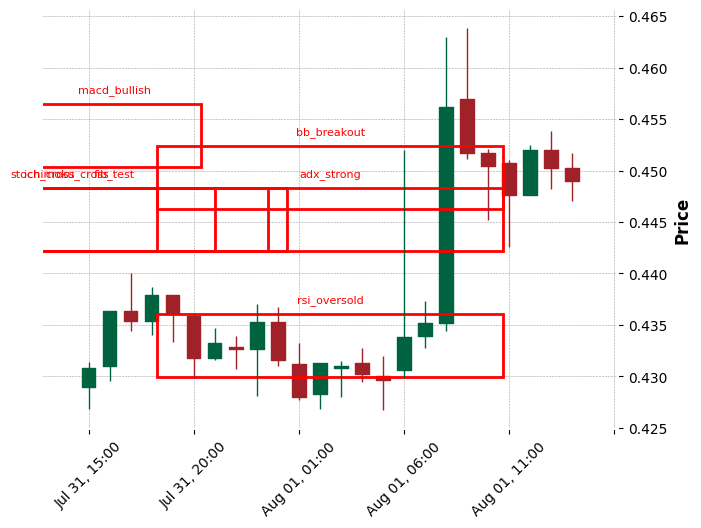 macd_bullish
bb_breakout
fib_test
adx_strong
rsi_oversold
0.465
0.460
0.455
0.450
0.445
0.440
0.435
0.430
0.425
Price
Jul 31, 15:00
Jul 31, 20:00
Aug 01, 01:00
Aug 01, 06:00
Aug 01, 11:00